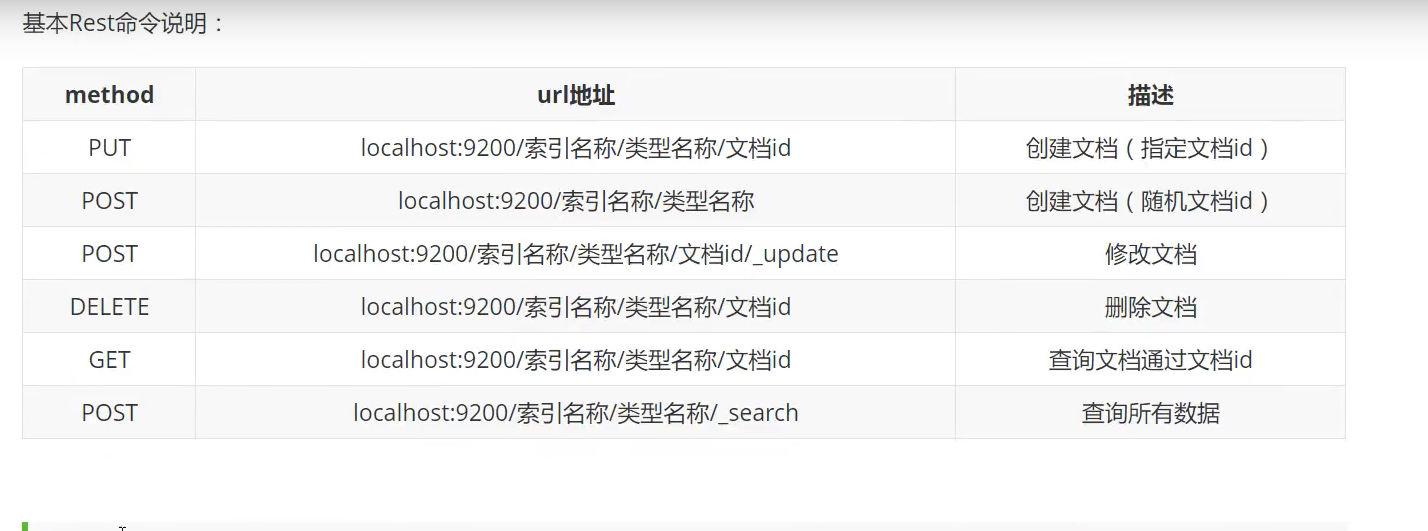 基本Rest命令说明：
method url地址 描述
PUT localhost:9200/索引名称/类型名称/文档id 创建文档（指定文档id）
POST localhost:9200/索引名称/类型名称 创建文档（随机文档id）
POST localhost:9200/索引名称/类型名称/文档id/_update 修改文档
DELETE localhost:9200/索引名称/类型名称/文档id 删除文档
GET localhost:9200/索引名称/类型名称/文档id 查询文档通过文档id
POST localhost:9200/索引名称/类型名称/_search 查询所有数据